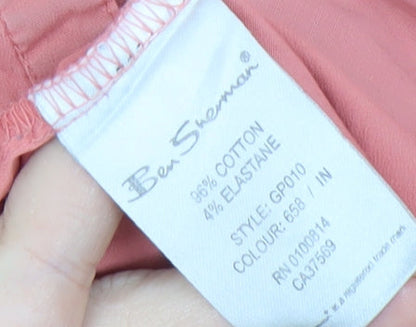 Ben Sherman®
96% COTTON
4% ELASTANE
STYLE: GP010
COLOUR: 658 / IN
RN 0100814
CA37569
is a registered trade mark